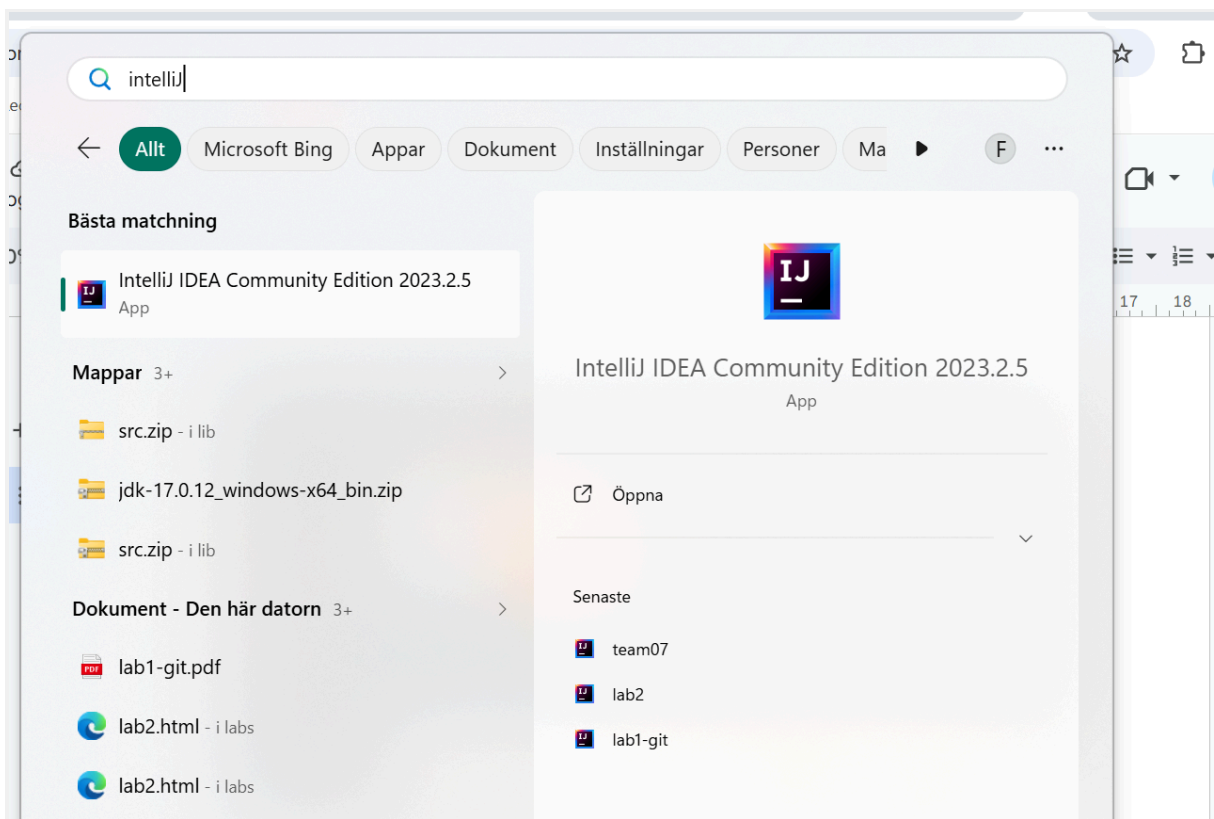 intelliJ
Allt Microsoft Bing Appar Dokument Inställningar Personer Ma F
Bästa matchning
IntelliJ IDEA Community Edition 2023.2.5
App
Mappar 3+
src.zip - i lib
jdk-17.0.12_windows-x64_bin.zip
src.zip - i lib
Dokument - Den här datorn 3+
lab1-git.pdf
lab2.html - i labs
lab2.html - i labs
IJ
IntelliJ IDEA Community Edition 2023.2.5
App
Öppna
Senaste
team07
lab2
lab1-git
17 18